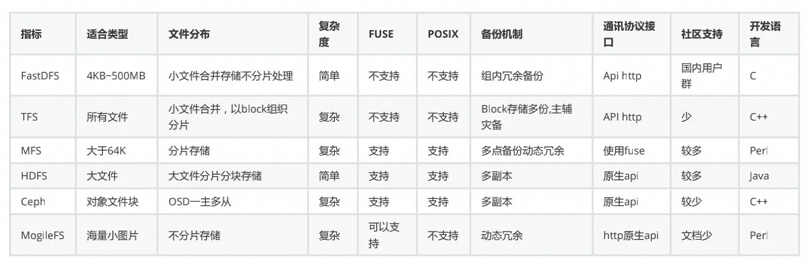 指标 适合类型 文件分布 复杂度 FUSE POSIX 备份机制 通讯协议接口 社区支持 开发语言
FastDFS 4KB~500MB 小文件合并存储不分片处理 简单 不支持 不支持 组内冗余备份 Api http 国内用户群 C
TFS 所有文件 小文件合并，以block组织分片 复杂 不支持 不支持 Block存储多份,主辅灾备 API http 少 C++
MFS 大于64K 分片存储 复杂 支持 支持 多点备份动态冗余 使用fuse 较多 Perl
HDFS 大文件 大文件分片分块存储 简单 支持 支持 多副本 原生api 较多 Java
Ceph 对象文件块 OSD一主多从 复杂 支持 支持 多副本 原生api 较少 C++
MogileFS 海量小图片 不分片存储 复杂 可以支持 不支持 动态冗余 http原生api 文档少 Perl